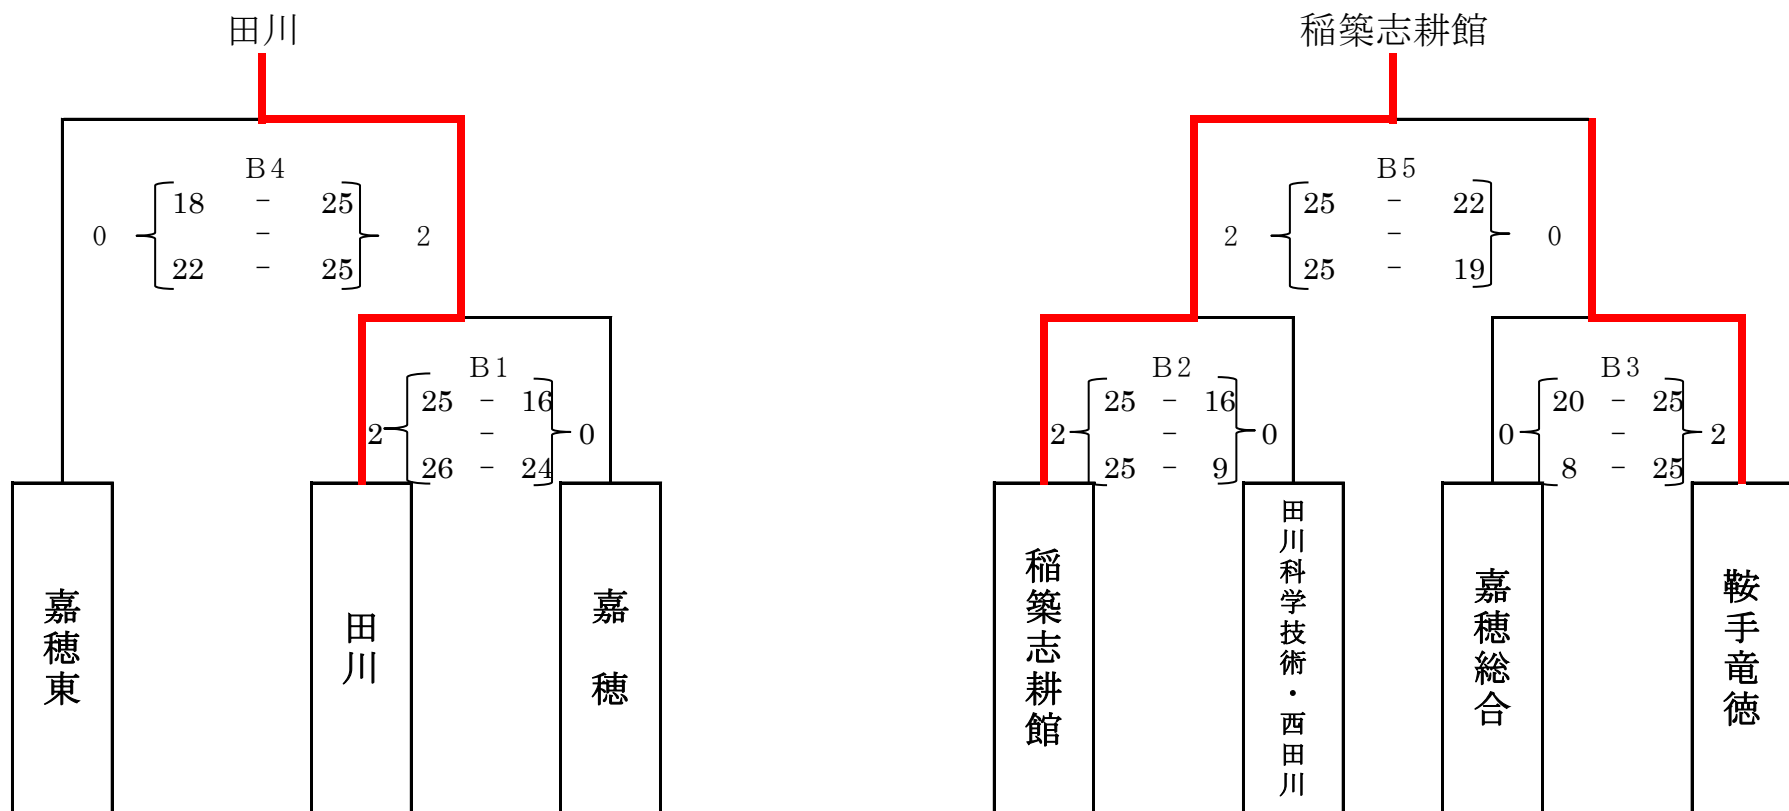 田川
稲築志耕館
B4
18 - 25
0 - 2
22 - 25
B5
25 - 22
2 - 0
25 - 19
B1
25 - 16
2 - 0
26 - 24
B2
25 - 16
2 - 0
25 - 9
B3
20 - 25
0 - 2
8 - 25
嘉穂東
田川
嘉穂
稲築志耕館
田川科学技術・西田川
嘉穂総合
鞍手竜徳